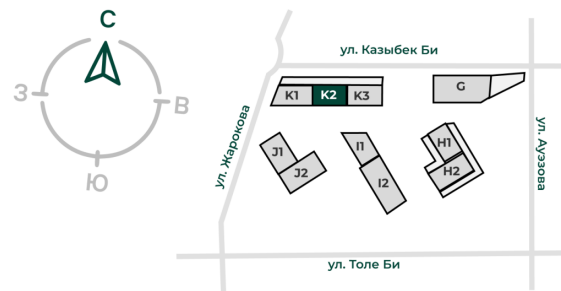 С
З
В
Ю
ул. Казыбек Би
K1
K2
K3
G
ул. Жарокова
ул. Ауэзова
J1
J2
I1
I2
H1
H2
ул. Толе Би